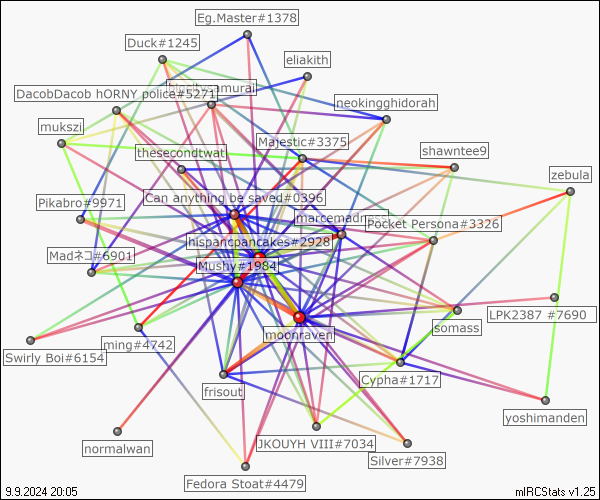 Eg.Master#1378
Duck#1245
eliakith
DacobDacob hORNY police#5271
neokingghidorah
mukszi
Majestic#3375
thesecondtwat
shawntee9
zebula
Can anything be saved#0396
Pikabro#9971
Pocket Persona#3326
hispancpancakes#2928
Madネコ#6901
Mushy#1984
LPK2387 #7690
moonraven
isomass
ming#4742
Swirly Boi#6154
Cypha#1717
frisout
yoshimanden
JKOUYH VIII#7034
normalwan
Silver#7938
Fedora Stoat#4479
9.9.2024 20:05
mIRCStats v1.25